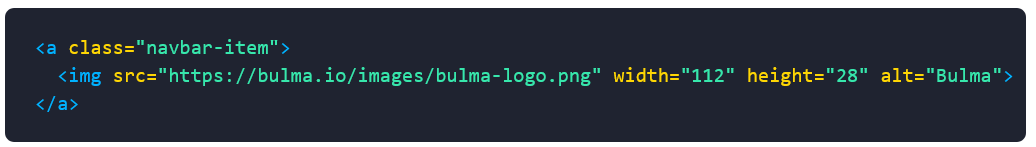 <a class="navbar-item">
  <img src="https://bulma.io/images/bulma-logo.png" width="112" height="28" alt="Bulma">
</a>